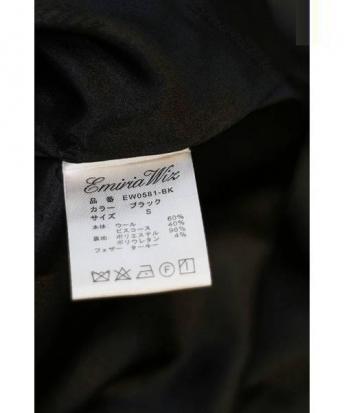 EmiriaWiz
品番 EW0581-BK
カラー ブラック
サイズ S
本体 ウール 60%
ビスコース 40%
裏地 ポリエステル 96%
ポリウレタン 4%
フェザー ターキー